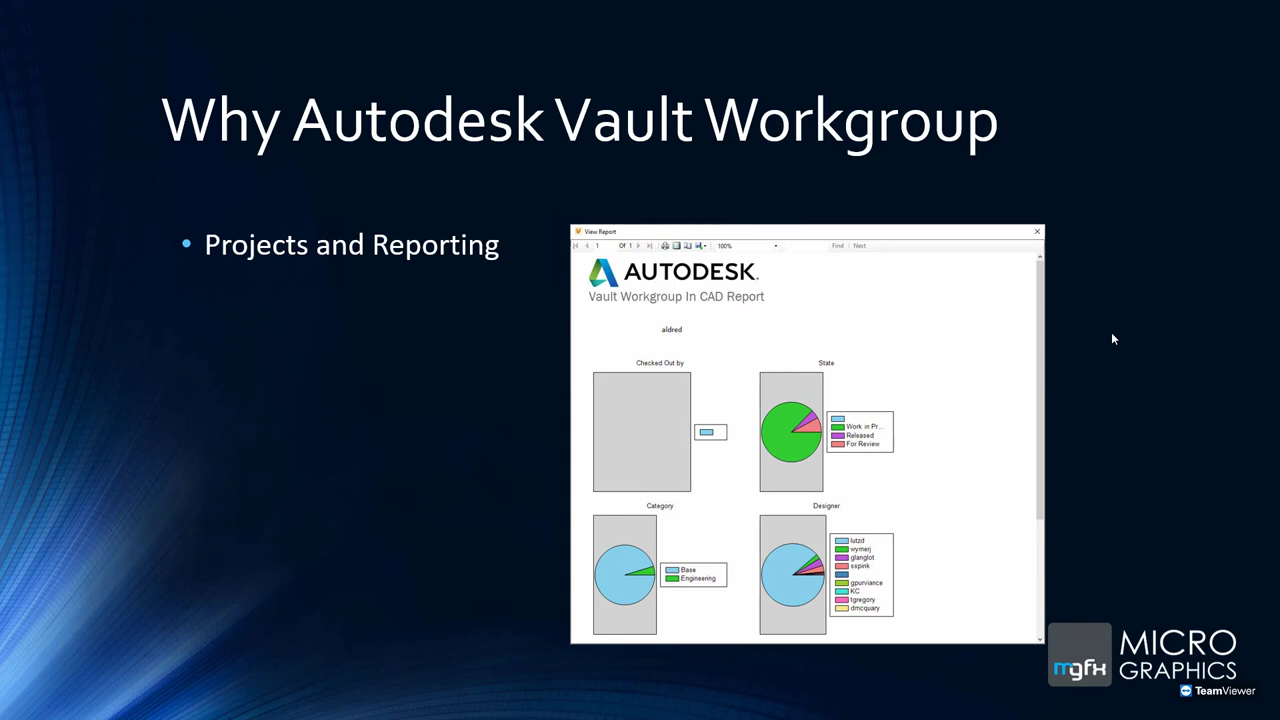 Why Autodesk Vault Workgroup
• Projects and Reporting
View Report
1 Of 1 100% Find | Next
AUTODESK.
Vault Workgroup In CAD Report
aldred
Checked Out by
State
Work in Pr...
Released
For Review
Category
Base
Engineering
Designer
lutzd
wymerj
glanglot
sspink
gpurviance
KC
tgregory
dmcquary
mgfx
MICRO
GRAPHICS
TeamViewer